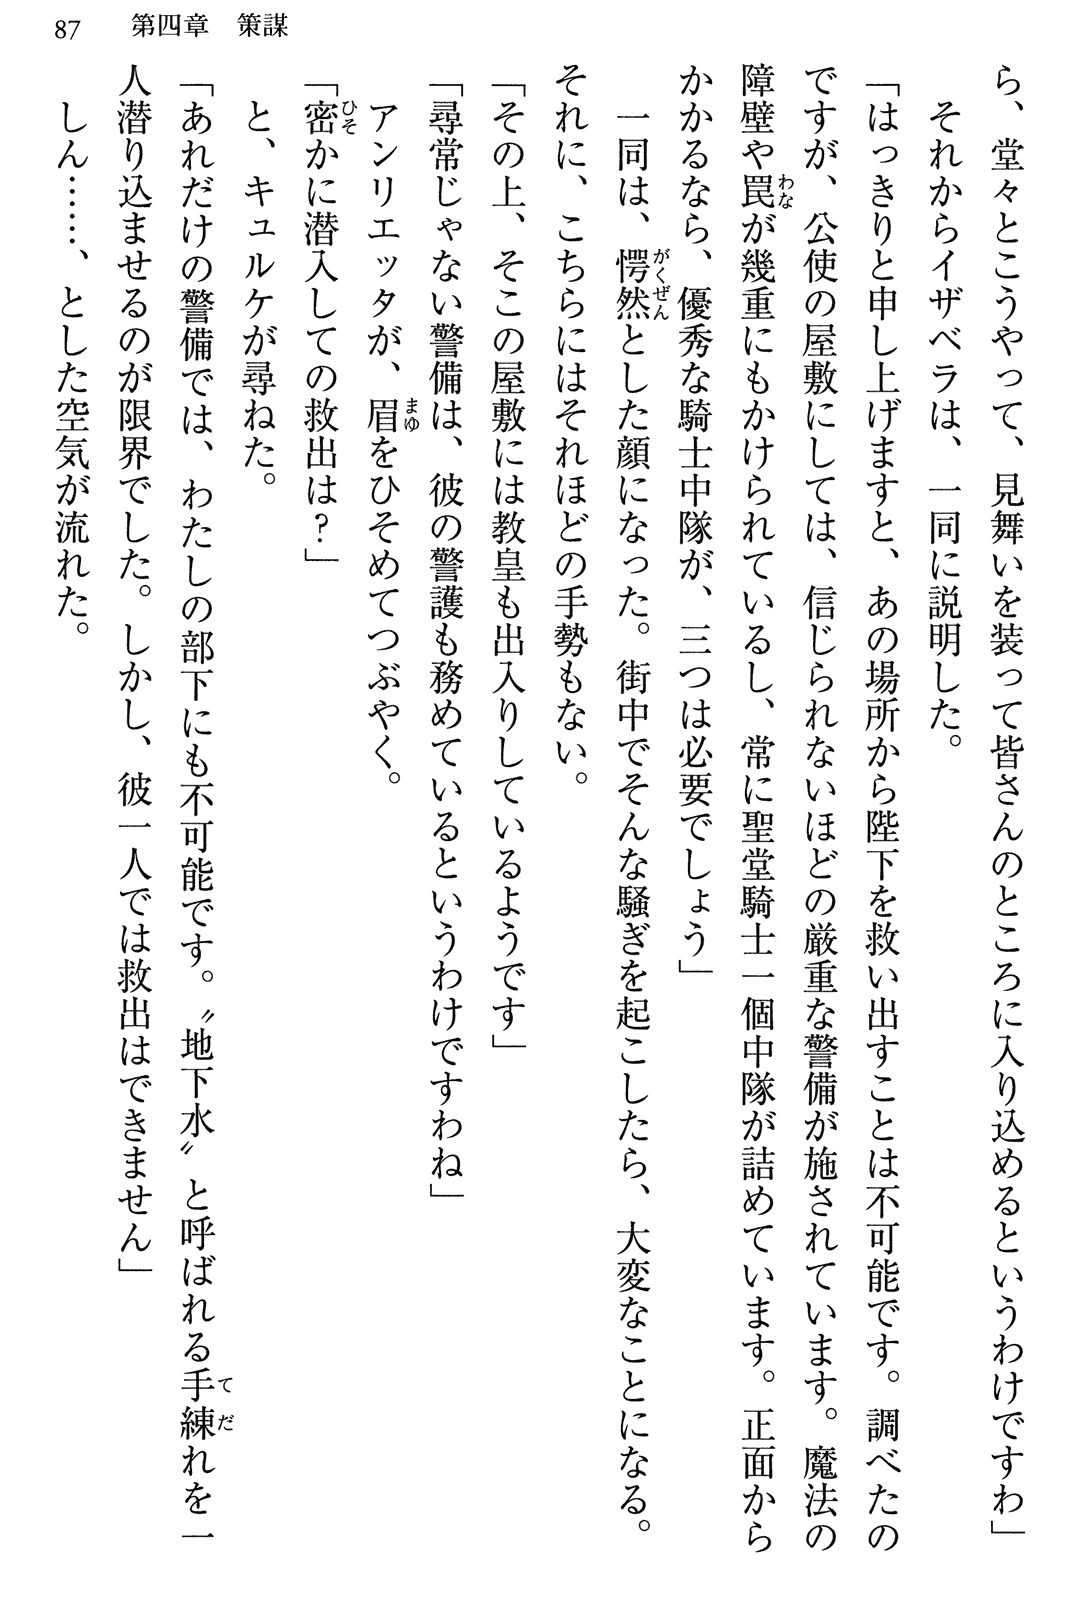 87　第四章　策謀
ら、堂々とこうやって、見舞いを装って皆さんのところに入り込めるというわけですわ」
　それからイザベラは、一同に説明した。
「はっきりと申し上げますと、あの場所から陛下を救い出すことは不可能です。調べたの
ですが、公使の屋敷にしては、信じられないほどの厳重な警備が施されています。魔法の
障壁や罠が幾重にもかけられているし、常に聖堂騎士一個中隊が詰めています。正面から
かかるなら、優秀な騎士中隊が、三つは必要でしょう」
　一同は、愕然とした顔になった。街中でそんな騒ぎを起こしたら、大変なことになる。
それに、こちらにはそれほどの手勢もない。
「その上、そこの屋敷には教皇も出入りしているようです」
「尋常じゃない警備は、彼の警護も務めているというわけですわね」
　アンリエッタが、眉をひそめてつぶやく。
「密かに潜入しての救出は？」
　と、キュルケが尋ねた。
「あれだけの警備では、わたしの部下にも不可能です。〝地下水〟と呼ばれる手練れを一
人潜り込ませるのが限界でした。しかし、彼一人では救出はできません」
　しん……、とした空気が流れた。
わな
がくぜん
まゆ
ひそ
てだ